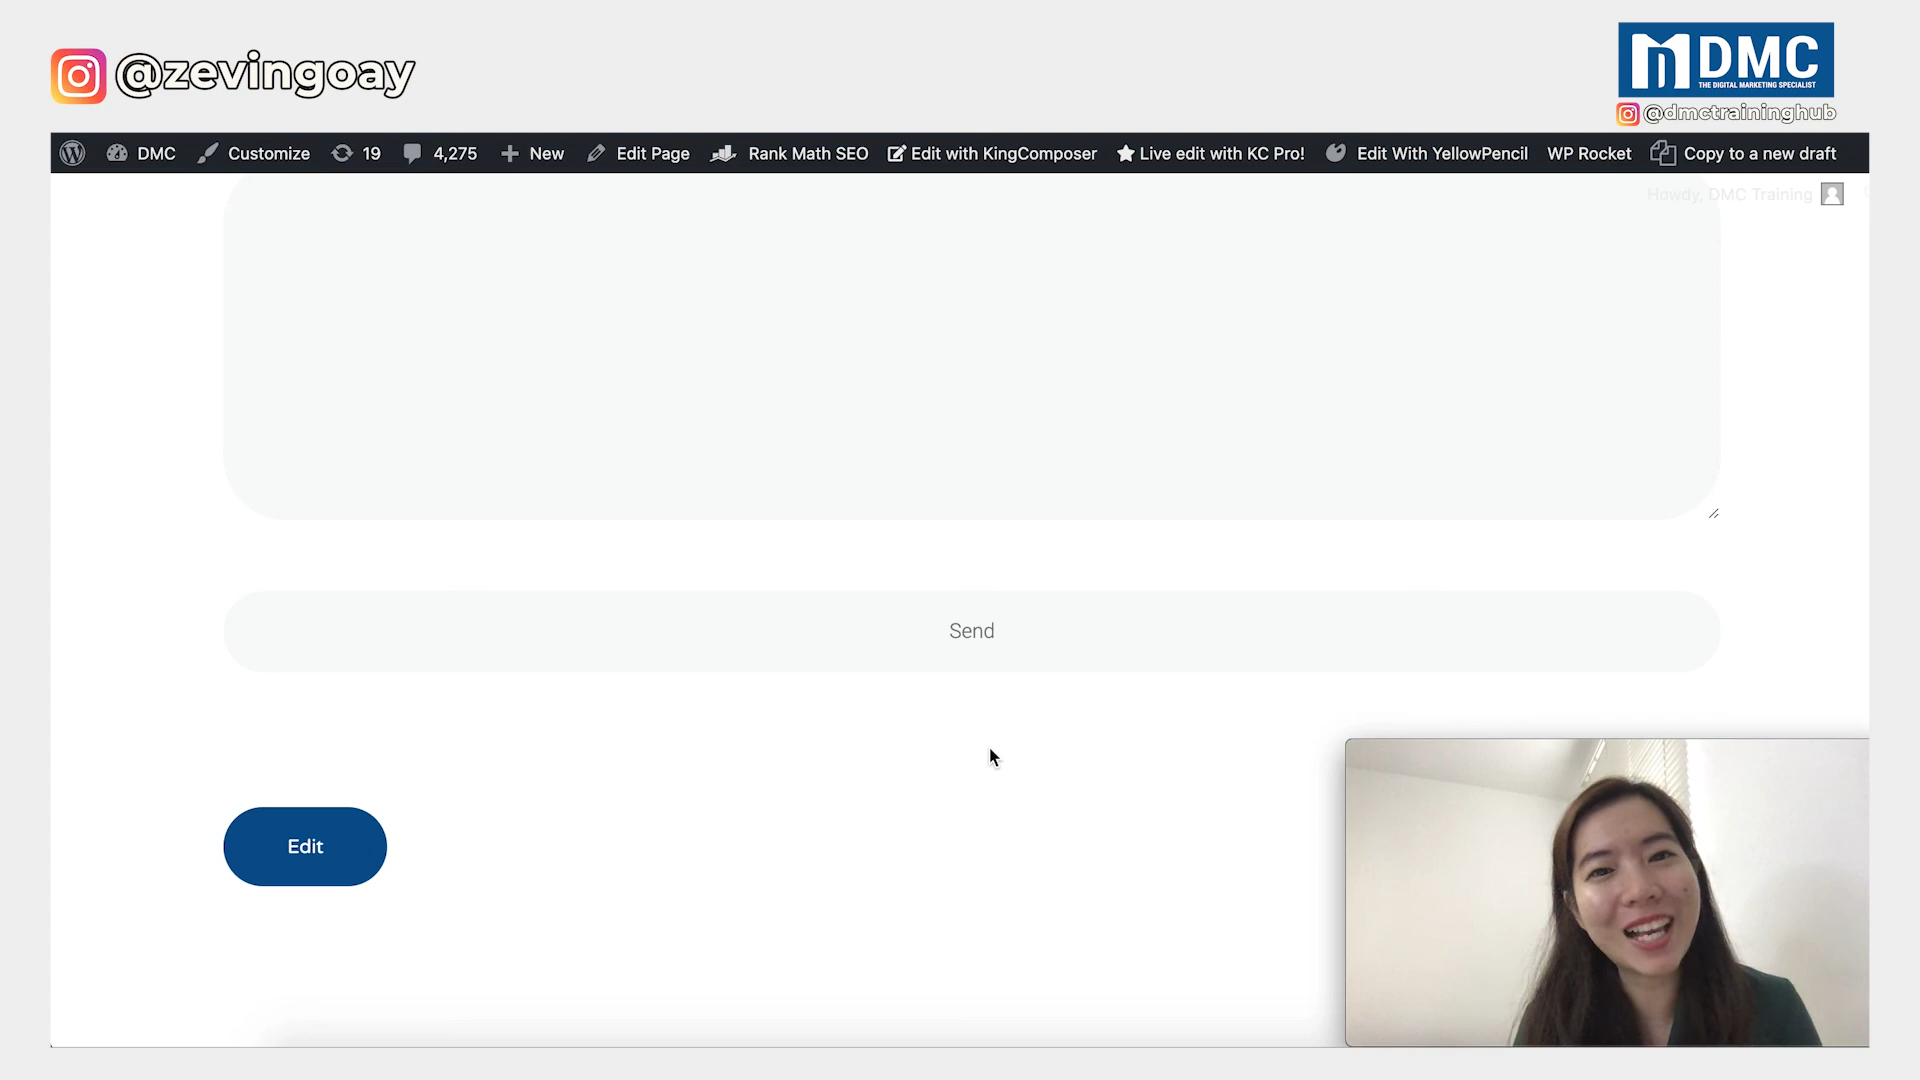 @zevingoay
DMC
THE DIGITAL MARKETING SPECIALIST
@dmctraininghub
DMC Customize 19 4,275 New Edit Page Rank Math SEO Edit with KingComposer Live edit with KC Pro! Edit With YellowPencil WP Rocket Copy to a new draft
Howdy, DMC Training
Send
Edit